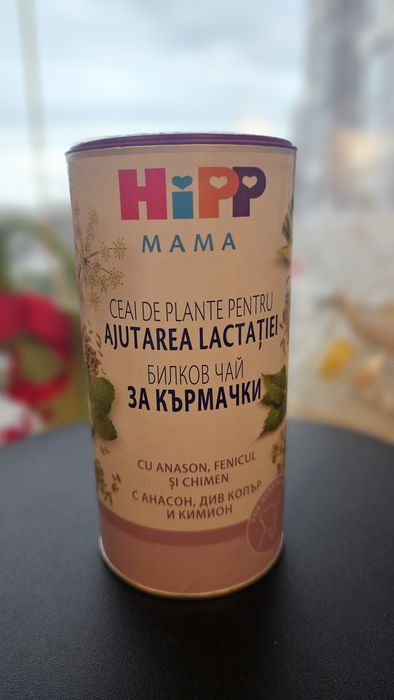 HiPP
MAMA
CEAI DE PLANTE PENTRU
AJUTAREA LACTAȚIEI
БИЛКОВ ЧАЙ
ЗА КЪРМАЧКИ
CU ANASON, FENICUL
ȘI CHIMEN
С АНАСОН, ДИВ КОПЪР
И КИМИОН